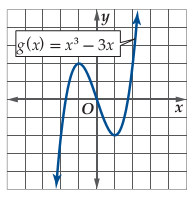 y
g(x) = x³ − 3x
O
x